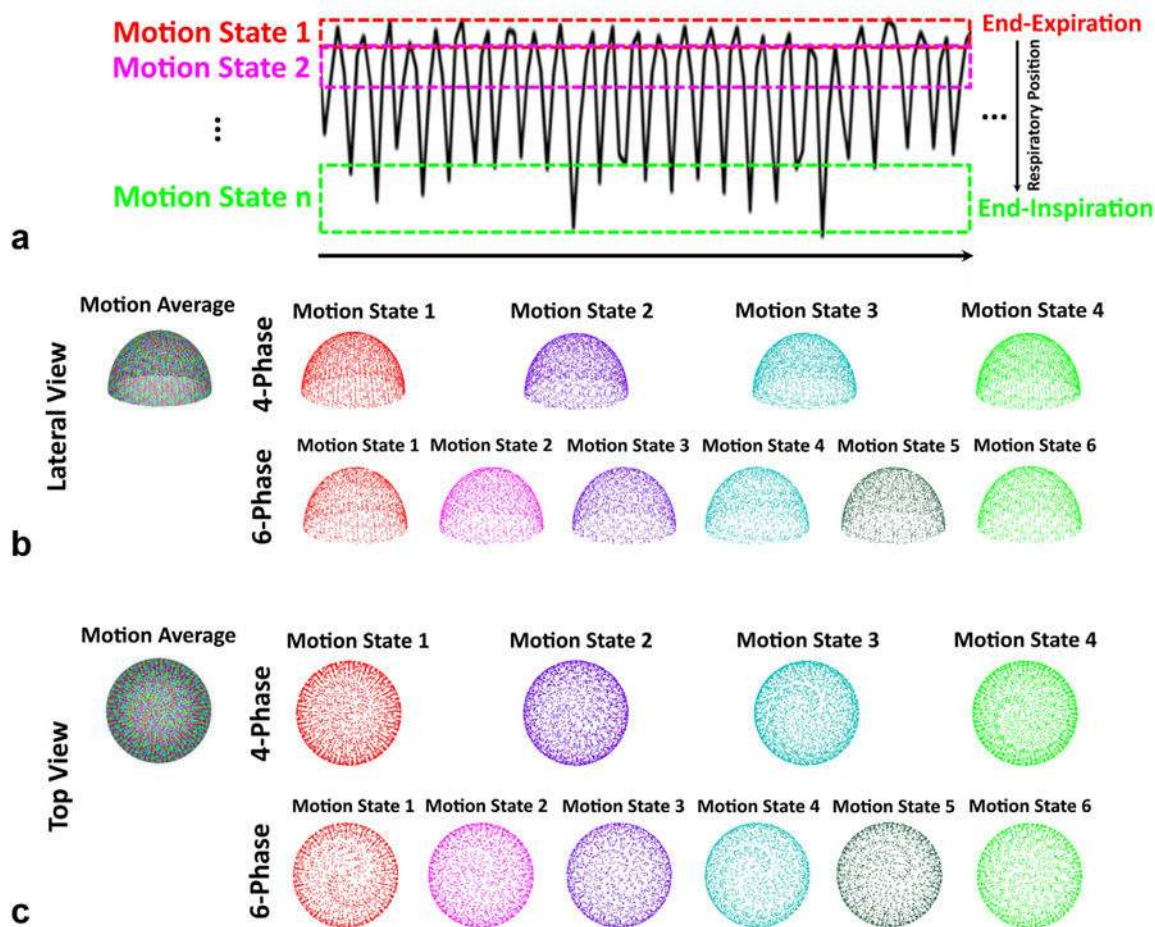 Motion State 1
End-Expiration
Motion State 2
Respiratory Position
...
...
Motion State n
End-Inspiration
a
Motion Average
Motion State 1
Motion State 2
Motion State 3
Motion State 4
Lateral View
4-Phase
Motion State 1
Motion State 2
Motion State 3
Motion State 4
Motion State 5
Motion State 6
6-Phase
b
Motion Average
Motion State 1
Motion State 2
Motion State 3
Motion State 4
Top View
4-Phase
Motion State 1
Motion State 2
Motion State 3
Motion State 4
Motion State 5
Motion State 6
6-Phase
c